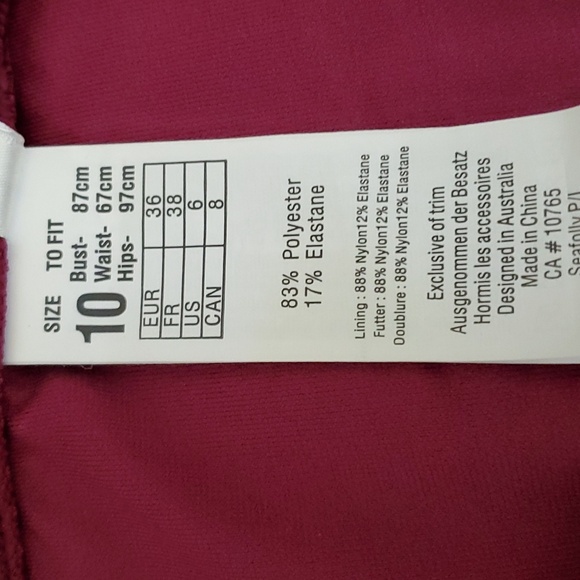 SIZE TO FIT
10
Bust- 87cm
Waist- 67cm
Hips- 97cm
EUR 36
FR 38
US 6
CAN 8
83% Polyester
17% Elastane
Lining : 88% Nylon12% Elastane
Futter : 88% Nylon12% Elastane
Doublure : 88% Nylon12% Elastane
Exclusive of trim
Ausgenommen der Besatz
Hormis les accessoires
Designed in Australia
Made in China
CA # 10765
Seafolly P/L